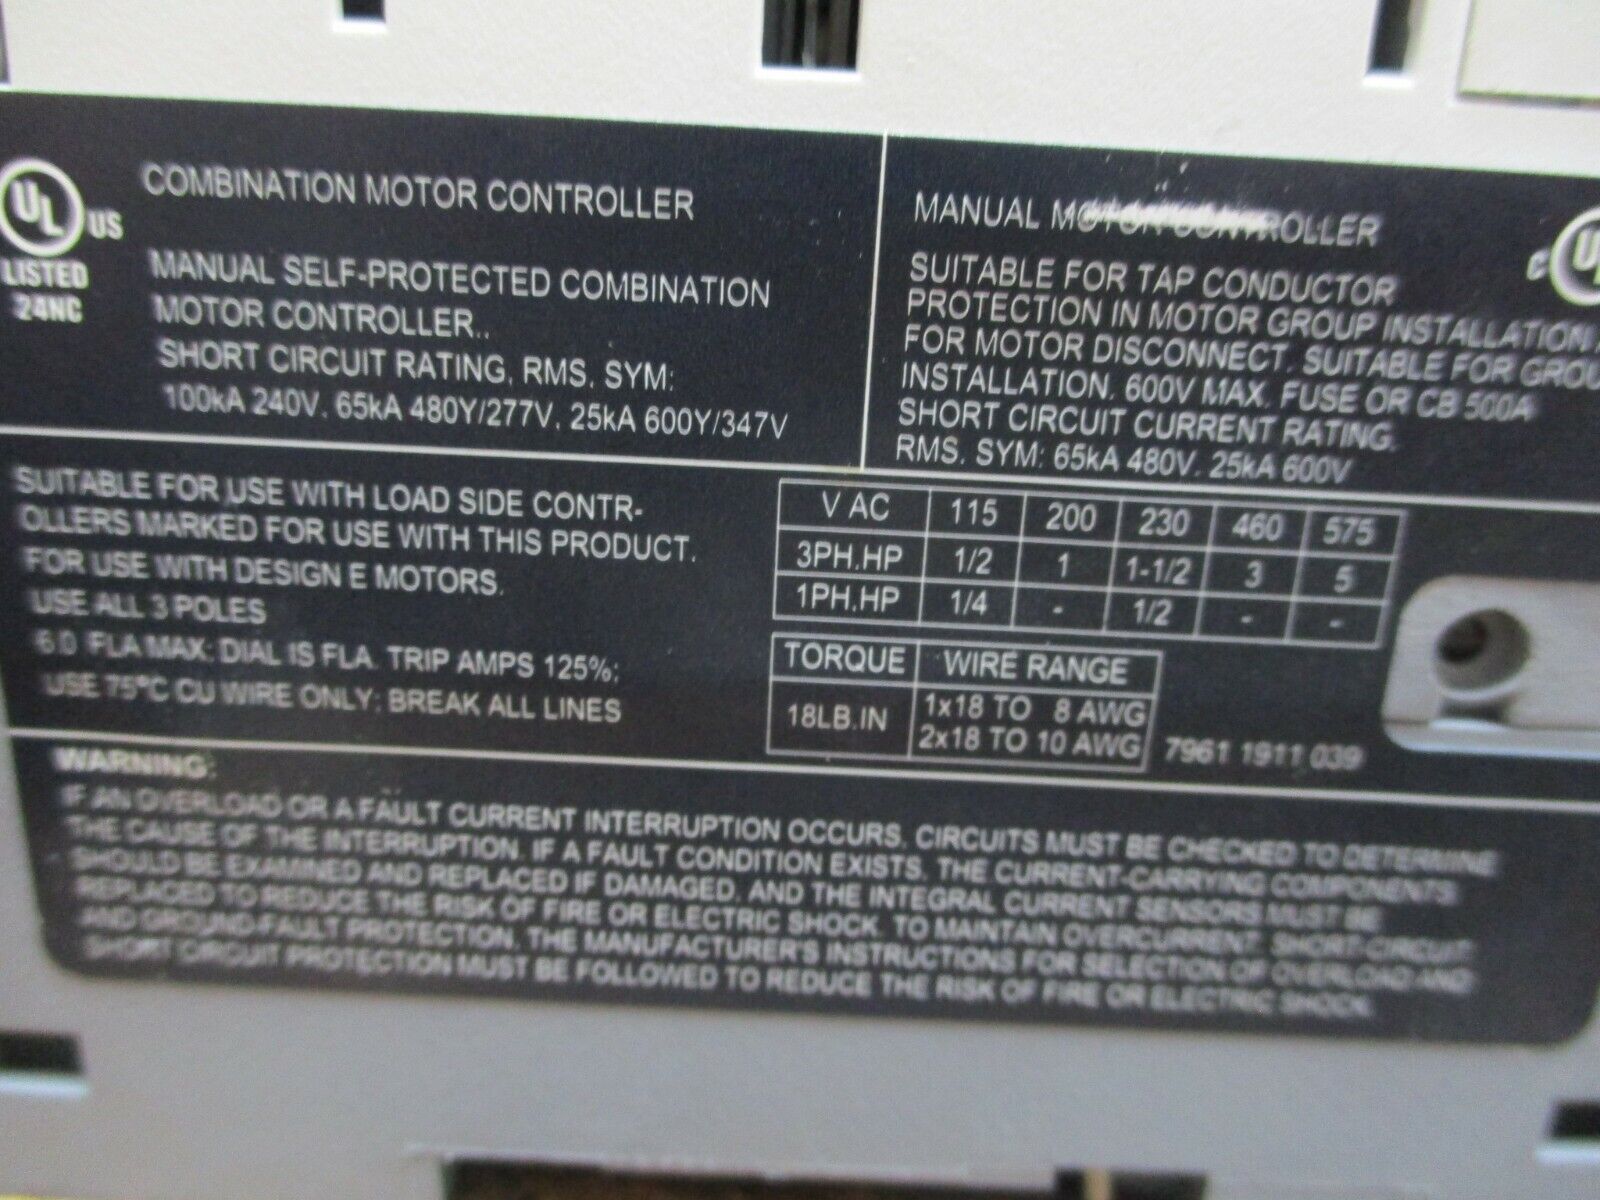 UL US
LISTED
24NC
COMBINATION MOTOR CONTROLLER
MANUAL SELF-PROTECTED COMBINATION
MOTOR CONTROLLER..
SHORT CIRCUIT RATING, RMS. SYM:
100kA 240V. 65kA 480Y/277V. 25kA 600Y/347V
MANUAL MOTOR CONTROLLER
C UL
SUITABLE FOR TAP CONDUCTOR
PROTECTION IN MOTOR GROUP INSTALLATION
FOR MOTOR DISCONNECT. SUITABLE FOR GROU
INSTALLATION. 600V MAX. FUSE OR CB 500A
SHORT CIRCUIT CURRENT RATING.
RMS. SYM: 65kA 480V. 25kA 600V
SUITABLE FOR USE WITH LOAD SIDE CONTR-
OLLERS MARKED FOR USE WITH THIS PRODUCT.
FOR USE WITH DESIGN E MOTORS.
USE ALL 3 POLES
6.0 FLA MAX: DIAL IS FLA. TRIP AMPS 125%;
USE 75°C CU WIRE ONLY: BREAK ALL LINES
V AC 115 200 230 460 575
3PH.HP 1/2 1 1-1/2 3 5
1PH.HP 1/4 - 1/2 - -
TORQUE WIRE RANGE
18LB.IN 1x18 TO 8 AWG
2x18 TO 10 AWG
7961 1911 039
WARNING:
IF AN OVERLOAD OR A FAULT CURRENT INTERRUPTION OCCURS, CIRCUITS MUST BE CHECKED TO DETERMINE
THE CAUSE OF THE INTERRUPTION. IF A FAULT CONDITION EXISTS, THE CURRENT-CARRYING COMPONENTS
SHOULD BE EXAMINED AND REPLACED IF DAMAGED, AND THE INTEGRAL CURRENT SENSORS MUST BE
REPLACED TO REDUCE THE RISK OF FIRE OR ELECTRIC SHOCK. TO MAINTAIN OVERCURRENT, SHORT-CIRCUIT
AND GROUND-FAULT PROTECTION, THE MANUFACTURER'S INSTRUCTIONS FOR SELECTION OF OVERLOAD AND
SHORT CIRCUIT PROTECTION MUST BE FOLLOWED TO REDUCE THE RISK OF FIRE OR ELECTRIC SHOCK.